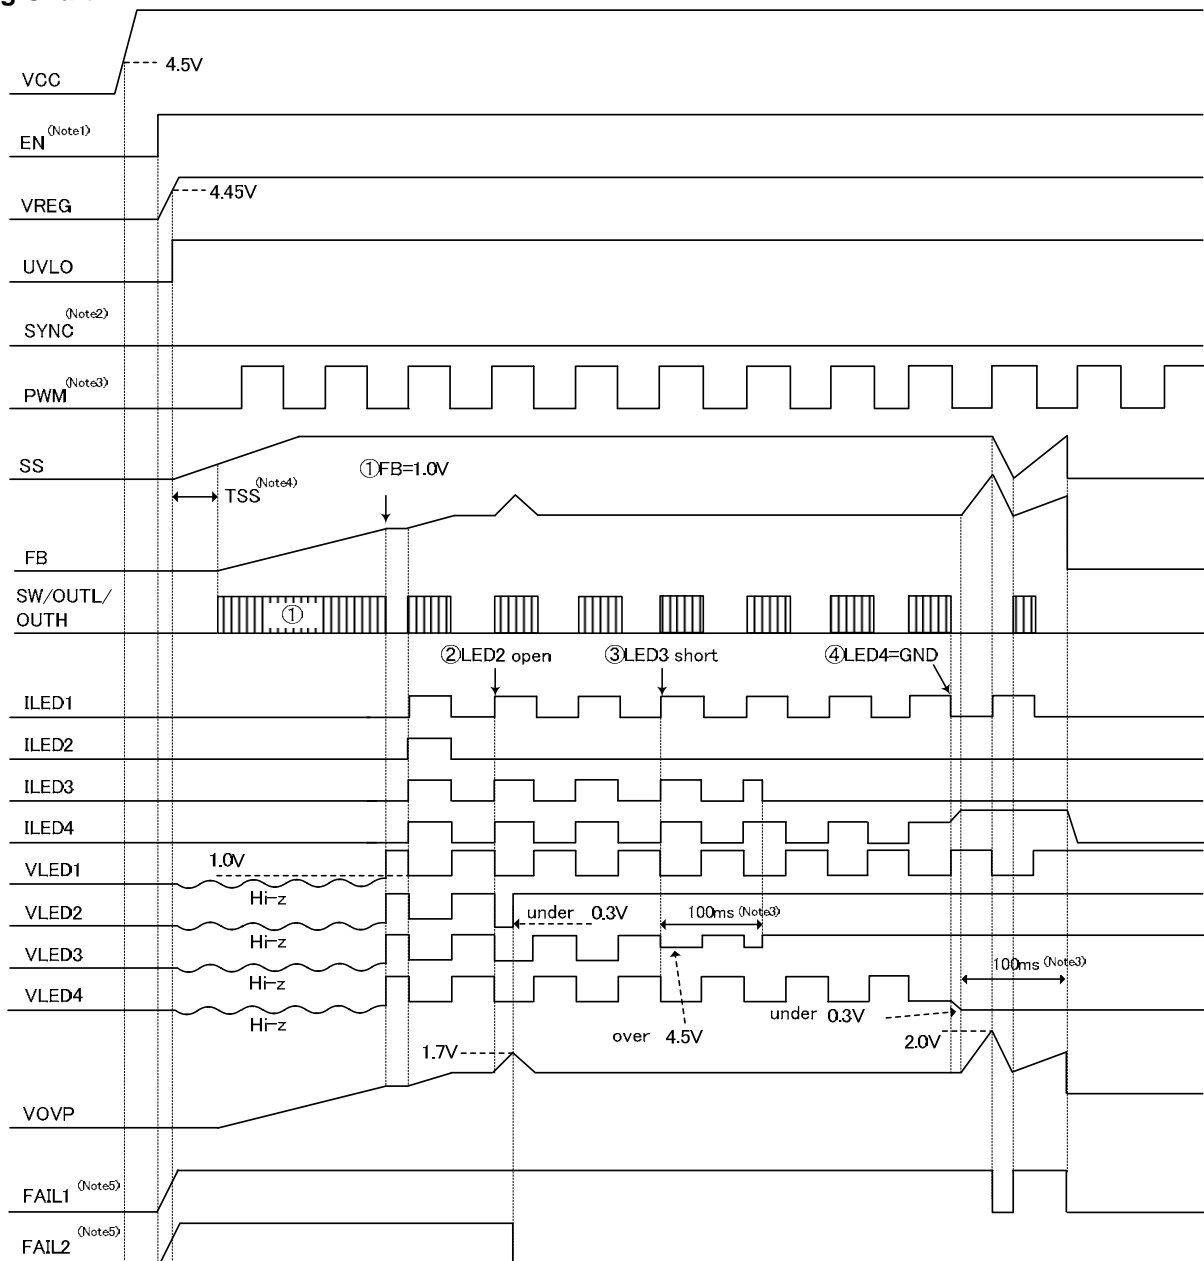 VCC
4.5V
EN (Note1)
VREG
4.45V
UVLO
SYNC (Note2)
PWM (Note3)
SS
①FB=1.0V
TSS (Note4)
FB
SW/OUTL/
OUTH
①
②LED2 open
③LED3 short
④LED4=GND
ILED1
ILED2
ILED3
ILED4
VLED1
1.0V
Hi-z
VLED2
under 0.3V
100ms (Note3)
Hi-z
VLED3
Hi-z
100ms (Note3)
VLED4
Hi-z
under 0.3V
over 4.5V
2.0V
1.7V
VOVP
FAIL1 (Note5)
FAIL2 (Note5)